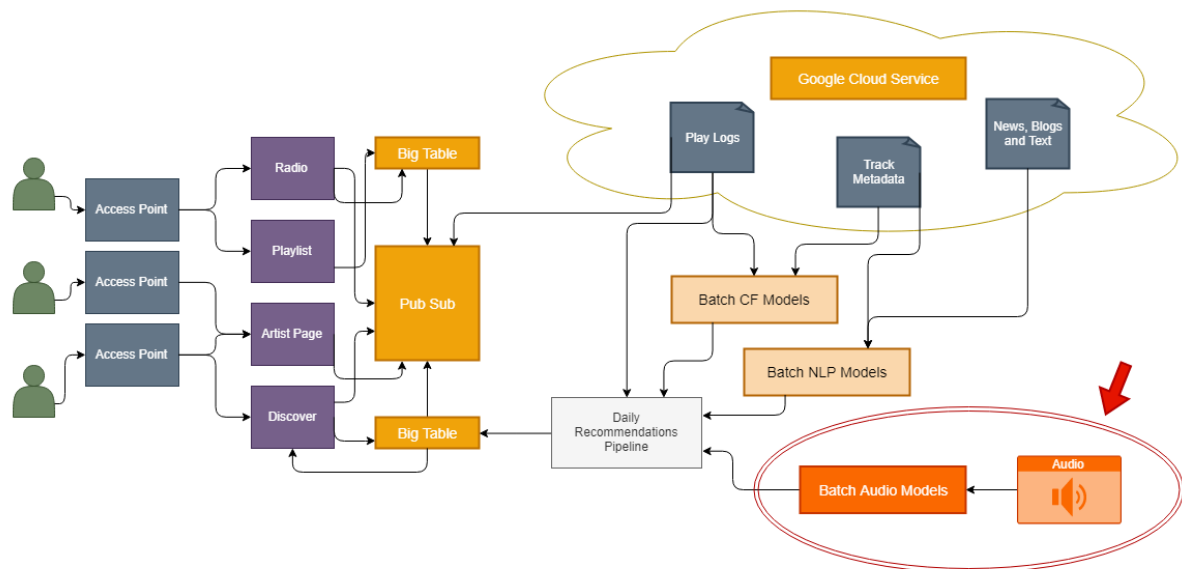 Google Cloud Service
Play Logs
Track
Metadata
News, Blogs
and Text
Radio
Big Table
Access Point
Playlist
Access Point
Pub Sub
Batch CF Models
Artist Page
Access Point
Batch NLP Models
Discover
Big Table
Daily
Recommendations
Pipeline
Batch Audio Models
Audio